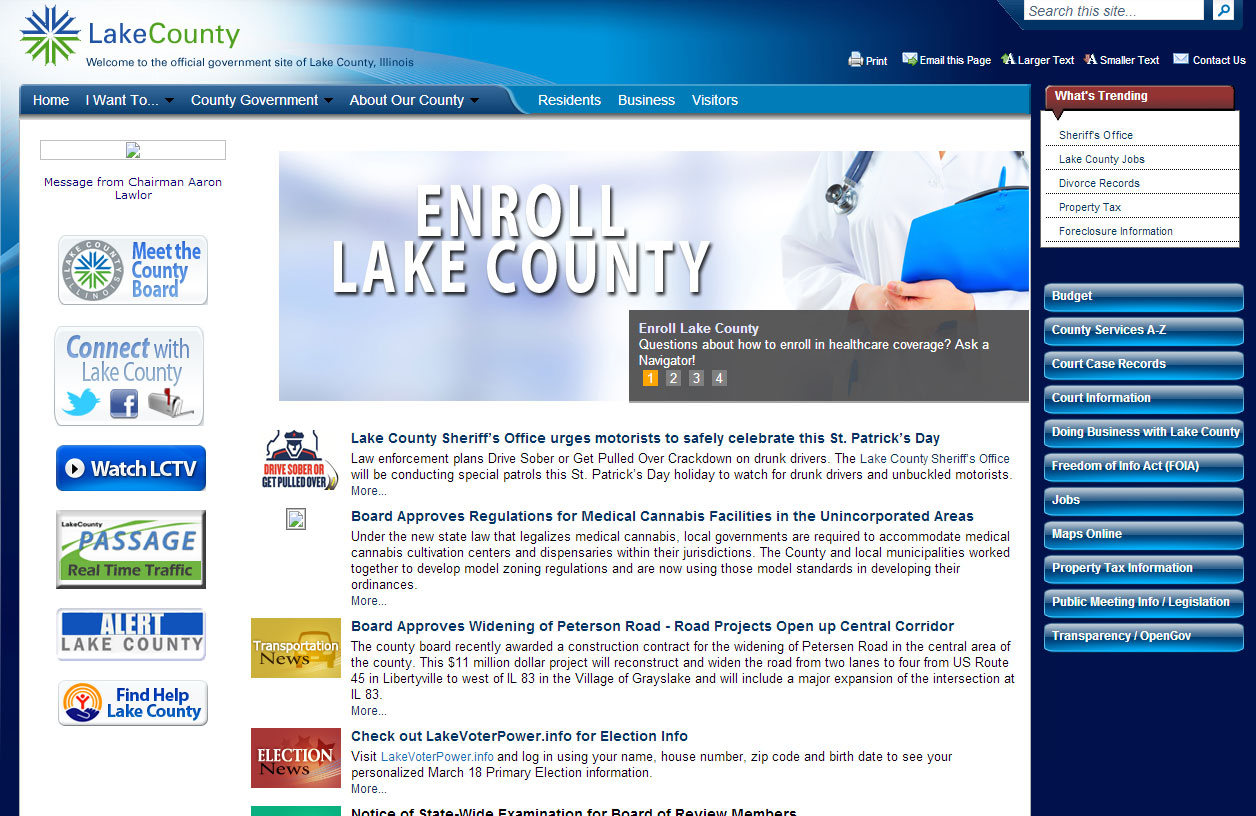 LakeCounty
Welcome to the official government site of Lake County, Illinois
Search this site...
Print
Email this Page
Larger Text
Smaller Text
Contact Us
Home
I Want To...
County Government
About Our County
Residents
Business
Visitors
Message from Chairman Aaron
Lawlor
LAKE COUNTY
ILLINOIS
Meet the
County
Board
Connect with
Lake County
Watch LCTV
LakeCounty
PASSAGE
Real Time Traffic
ALERT
LAKE COUNTY
Find Help
Lake County
ENROLL
LAKE COUNTY
Enroll Lake County
Questions about how to enroll in healthcare coverage? Ask a
Navigator!
1 2 3 4
DRIVE SOBER OR
GET PULLED OVER
Lake County Sheriff’s Office urges motorists to safely celebrate this St. Patrick’s Day
Law enforcement plans Drive Sober or Get Pulled Over Crackdown on drunk drivers. The Lake County Sheriff’s Office
will be conducting special patrols this St. Patrick’s Day holiday to watch for drunk drivers and unbuckled motorists.
More...
Board Approves Regulations for Medical Cannabis Facilities in the Unincorporated Areas
Under the new state law that legalizes medical cannabis, local governments are required to accommodate medical
cannabis cultivation centers and dispensaries within their jurisdictions. The County and local municipalities worked
together to develop model zoning regulations and are now using those model standards in developing their
ordinances.
More...
Transportation
News
Board Approves Widening of Peterson Road - Road Projects Open up Central Corridor
The county board recently awarded a construction contract for the widening of Petersen Road in the central area of
the county. This $11 million dollar project will reconstruct and widen the road from two lanes to four from US Route
45 in Libertyville to west of IL 83 in the Village of Grayslake and will include a major expansion of the intersection at
IL 83.
More...
ELECTION
News
Check out LakeVoterPower.info for Election Info
Visit LakeVoterPower.info and log in using your name, house number, zip code and birth date to see your
personalized March 18 Primary Election information.
More...
Notice of State-Wide Examination for Board of Review Members
What's Trending
Sheriff's Office
Lake County Jobs
Divorce Records
Property Tax
Foreclosure Information
Budget
County Services A-Z
Court Case Records
Court Information
Doing Business with Lake County
Freedom of Info Act (FOIA)
Jobs
Maps Online
Property Tax Information
Public Meeting Info / Legislation
Transparency / OpenGov